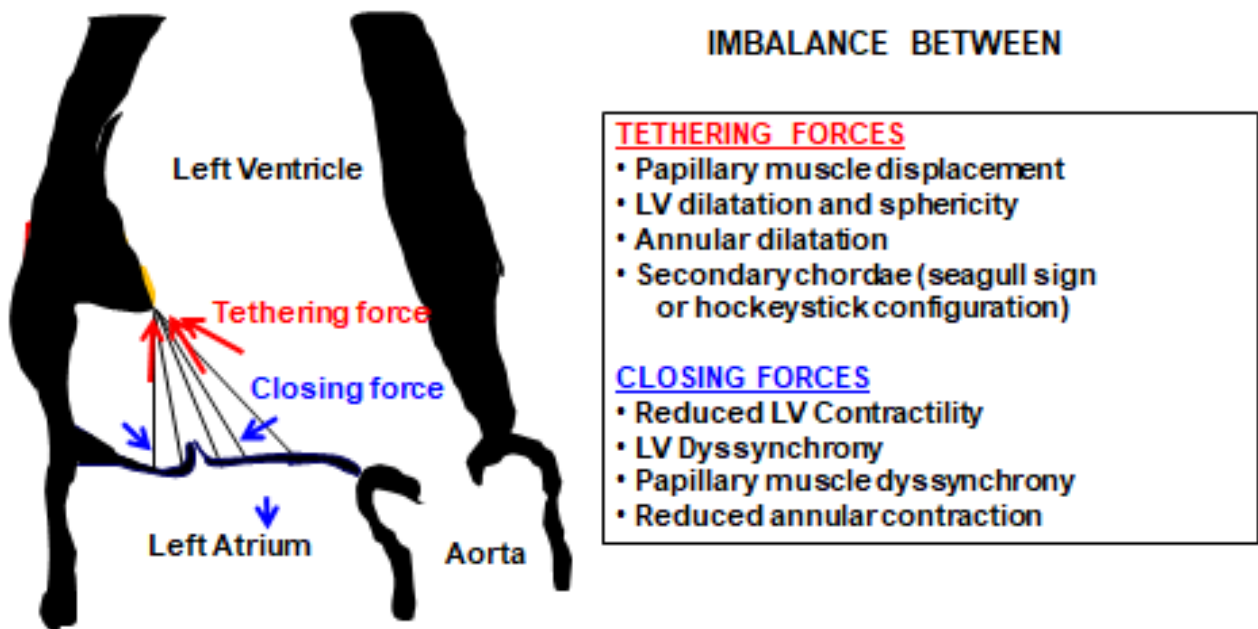 IMBALANCE BETWEEN
TETHERING FORCES
• Papillary muscle displacement
• LV dilatation and sphericity
• Annular dilatation
• Secondary chordae (seagull sign
or hockeystick configuration)
CLOSING FORCES
• Reduced LV Contractility
• LV Dyssynchrony
• Papillary muscle dyssynchrony
• Reduced annular contraction
Left Ventricle
Tethering force
Closing force
Left Atrium
Aorta